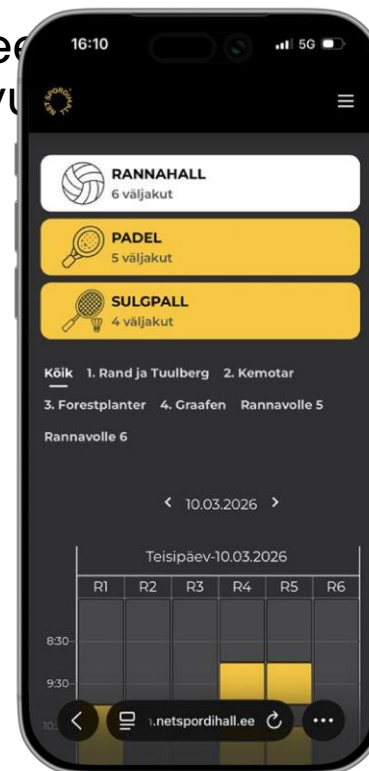 16:10
5G
NET SPORDIHALL
RANNAHALL
6 väljakut
PADEL
5 väljakut
SULGPALL
4 väljakut
Kõik 1. Rand ja Tuulberg 2. Kemotar
3. Forestplanter 4. Graafen Rannavolle 5
Rannavolle 6
10.03.2026
Teisipäev-10.03.2026
R1 R2 R3 R4 R5 R6
8:30
9:30
.netspordihall.ee